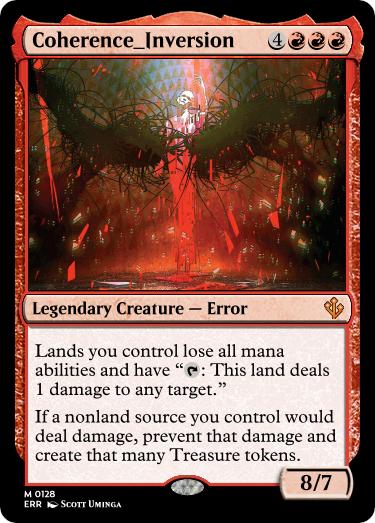 Coherence_Inversion 4
Legendary Creature — Error
Lands you control lose all mana
abilities and have “: This land deals
1 damage to any target.”
If a nonland source you control would
deal damage, prevent that damage and
create that many Treasure tokens.
8/7
M 0128
ERR Scott Uminga